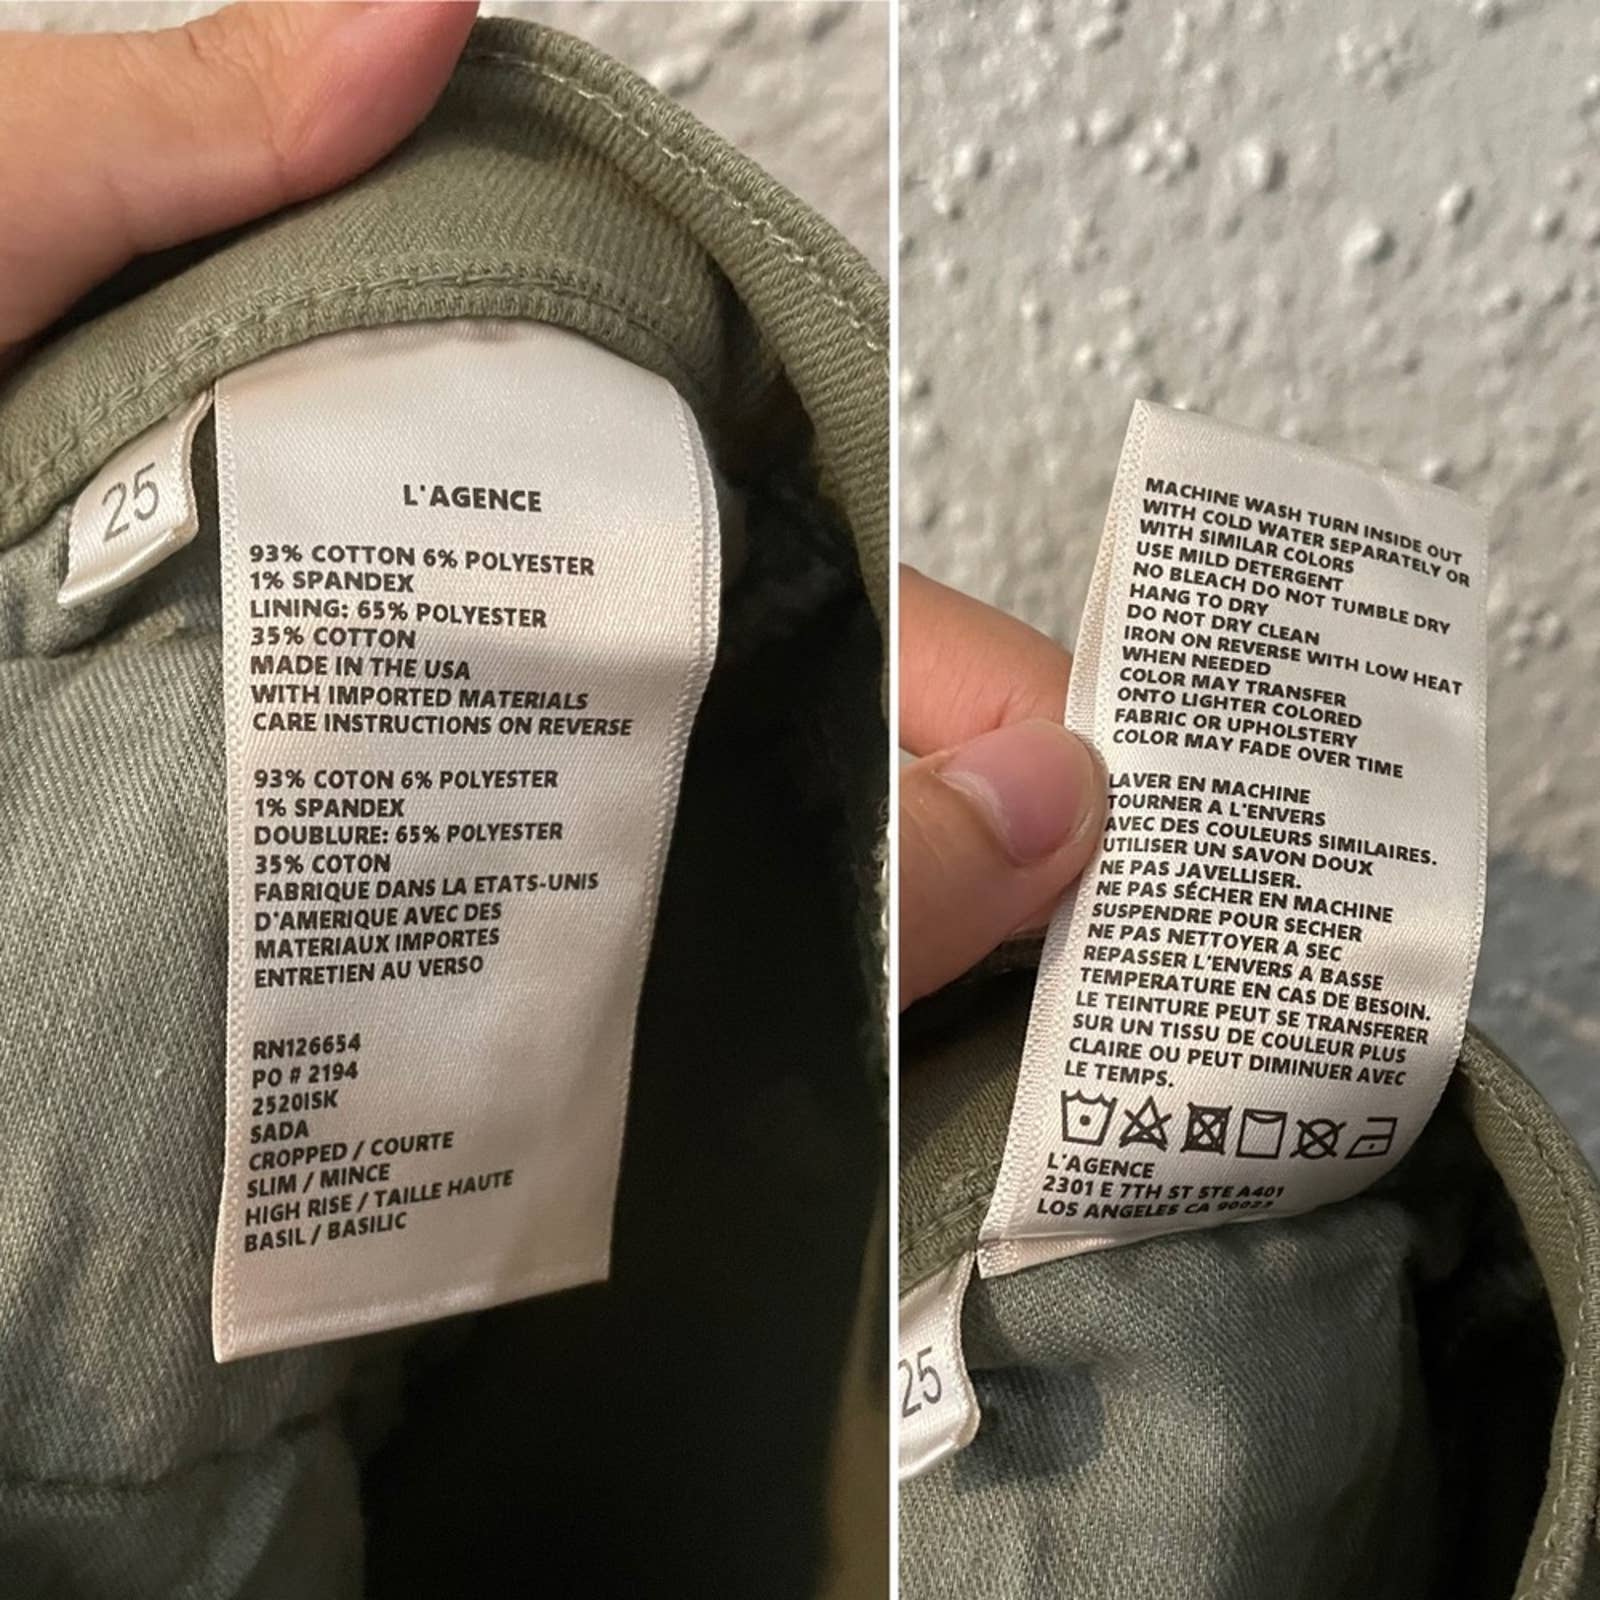 25
L'AGENCE
93% COTTON 6% POLYESTER
1% SPANDEX
LINING: 65% POLYESTER
35% COTTON
MADE IN THE USA
WITH IMPORTED MATERIALS
CARE INSTRUCTIONS ON REVERSE
93% COTON 6% POLYESTER
1% SPANDEX
DOUBLURE: 65% POLYESTER
35% COTON
FABRIQUE DANS LA ETATS-UNIS
D'AMERIQUE AVEC DES
MATERIAUX IMPORTES
ENTRETIEN AU VERSO
RN126654
PO # 2194
2520ISK
SADA
CROPPED / COURTE
SLIM / MINCE
HIGH RISE / TAILLE HAUTE
BASIL / BASILIC
MACHINE WASH TURN INSIDE OUT
WITH COLD WATER SEPARATELY OR
WITH SIMILAR COLORS
USE MILD DETERGENT
NO BLEACH DO NOT TUMBLE DRY
HANG TO DRY
DO NOT DRY CLEAN
IRON ON REVERSE WITH LOW HEAT
WHEN NEEDED
COLOR MAY TRANSFER
ONTO LIGHTER COLORED
FABRIC OR UPHOLSTERY
COLOR MAY FADE OVER TIME
LAVER EN MACHINE
TOURNER A L'ENVERS
AVEC DES COULEURS SIMILAIRES.
UTILISER UN SAVON DOUX
NE PAS JAVELLISER.
NE PAS SÉCHER EN MACHINE
SUSPENDRE POUR SECHER
NE PAS NETTOYER A SEC
REPASSER L'ENVERS A BASSE
TEMPERATURE EN CAS DE BESOIN.
LE TEINTURE PEUT SE TRANSFERER
SUR UN TISSU DE COULEUR PLUS
CLAIRE OU PEUT DIMINUER AVEC
LE TEMPS.
L'AGENCE
2301 E 7TH ST STE A401
LOS ANGELES CA 90023
25